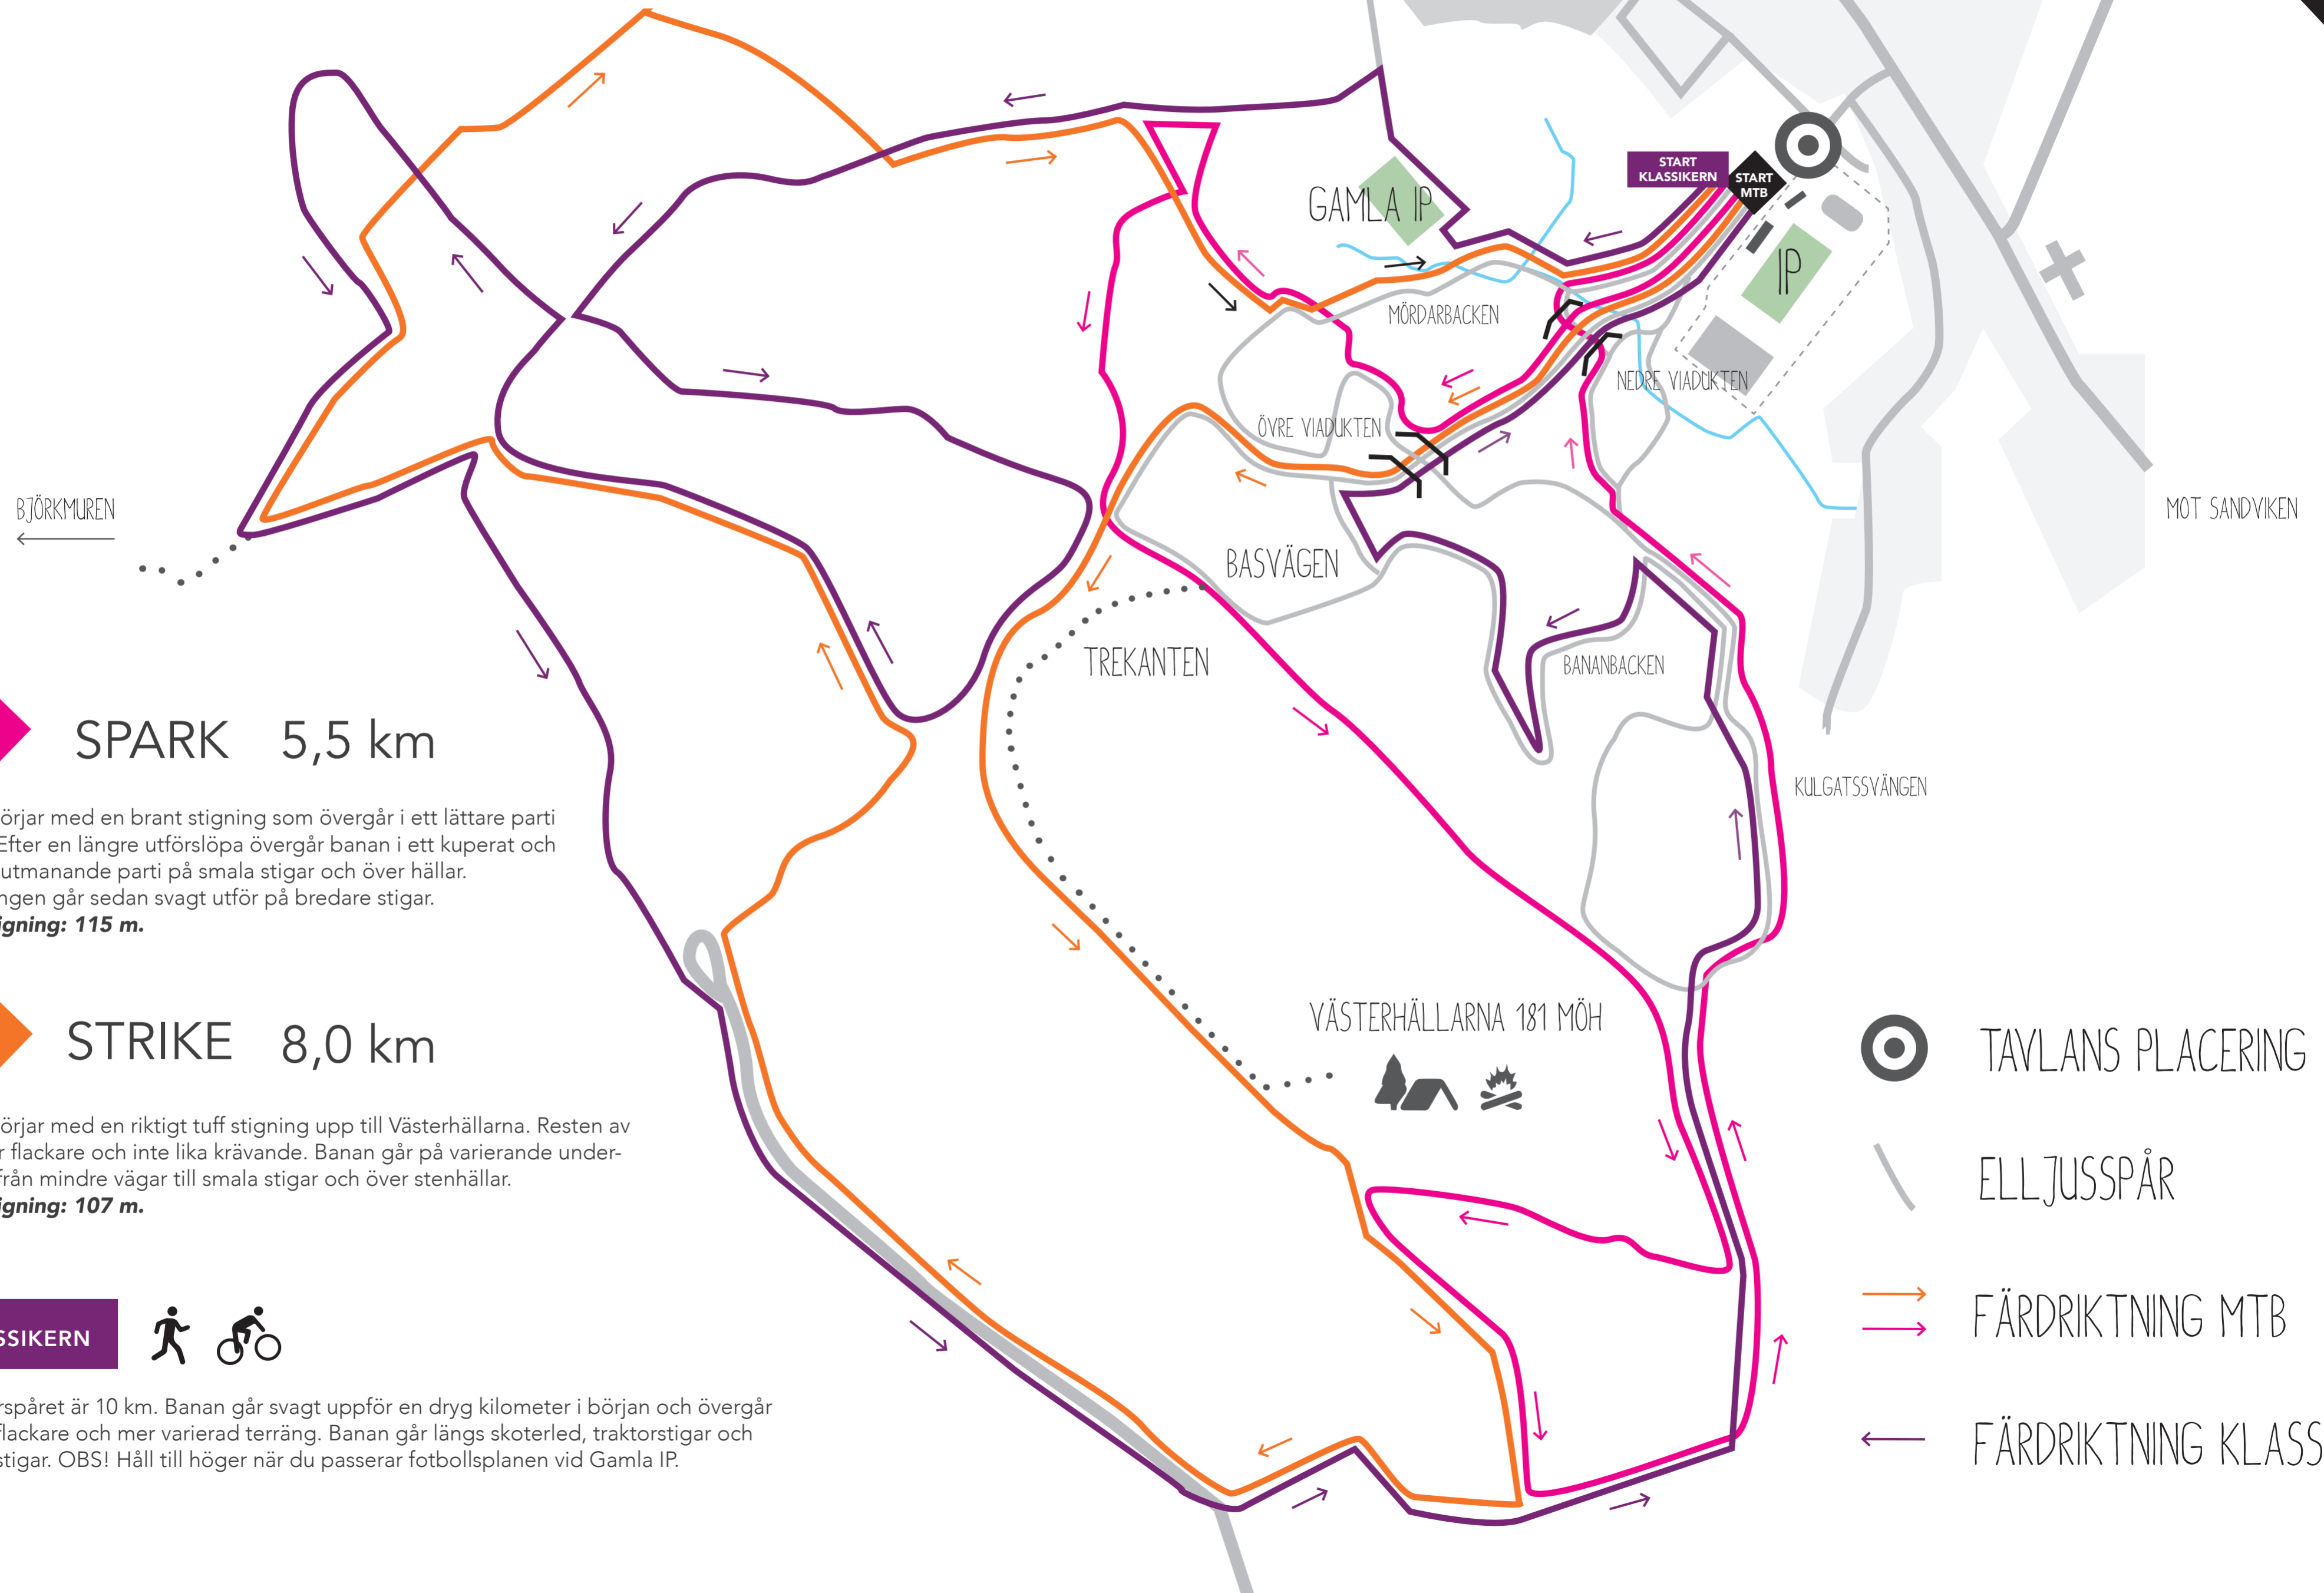 START
KLASSIKERN
START
MTB
GAMLA IP
IP
MÖRDARBACKEN
NEDRE VIADUKTEN
ÖVRE VIADUKTEN
BJÖRKMUREN
MOT SANDVIKEN
BASVÄGEN
TREKANTEN
BANANBACKEN
KULGATSSVÄNGEN
SPARK 5,5 km
örjar med en brant stigning som övergår i ett lättare parti
Efter en längre utförslöpa övergår banan i ett kuperat och
utmanande parti på smala stigar och över hällar.
ngen går sedan svagt utför på bredare stigar.
igning: 115 m.
STRIKE 8,0 km
örjar med en riktigt tuff stigning upp till Västerhällarna. Resten av
r flackare och inte lika krävande. Banan går på varierande under-
från mindre vägar till smala stigar och över stenhällar.
igning: 107 m.
SSIKERN
rspåret är 10 km. Banan går svagt uppför en dryg kilometer i början och övergår
flackare och mer varierad terräng. Banan går längs skoterled, traktorstigar och
stigar. OBS! Håll till höger när du passerar fotbollsplanen vid Gamla IP.
VÄSTERHÄLLARNA 181 MÖH
TAVLANS PLACERING
ELLJUSSPÅR
FÄRDRIKTNING MTB
FÄRDRIKTNING KLASS